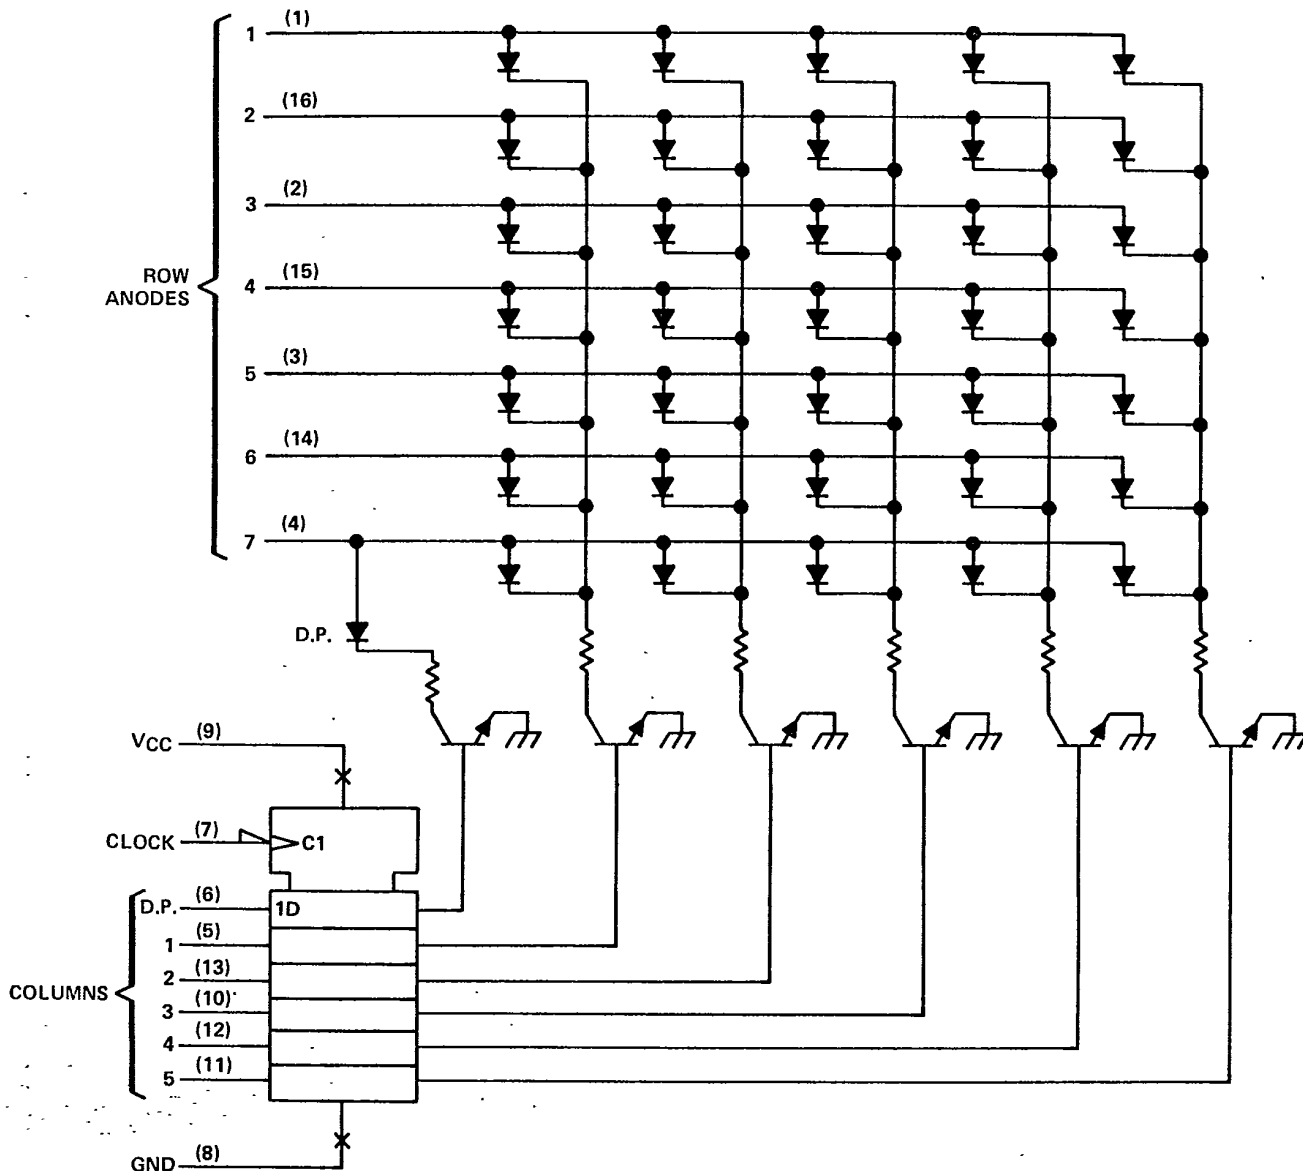 1 (1)
2 (16)
3 (2)
ROW ANODES
4 (15)
5 (3)
6 (14)
7 (4)
D.P.
VCC (9)
CLOCK (7) C1
D.P. (6) 1D
1 (5)
2 (13)
COLUMNS
3 (10)
4 (12)
5 (11)
GND (8)